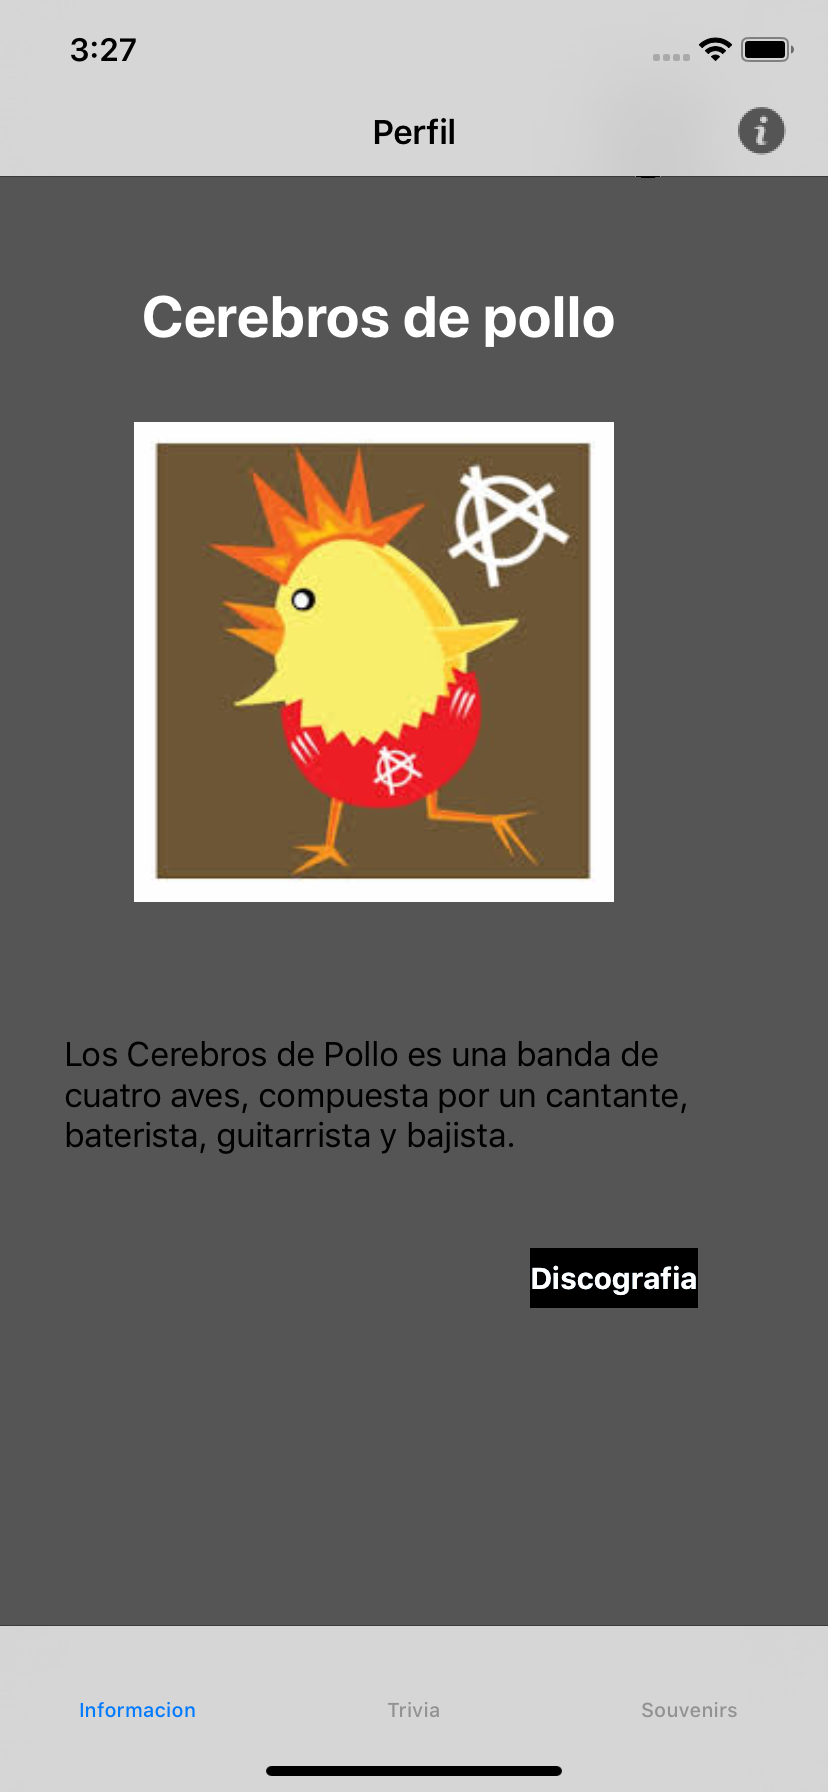 3:27
Perfil
Cerebros de pollo
Los Cerebros de Pollo es una banda de
cuatro aves, compuesta por un cantante,
baterista, guitarrista y bajista.
Discografia
Informacion
Trivia
Souvenirs